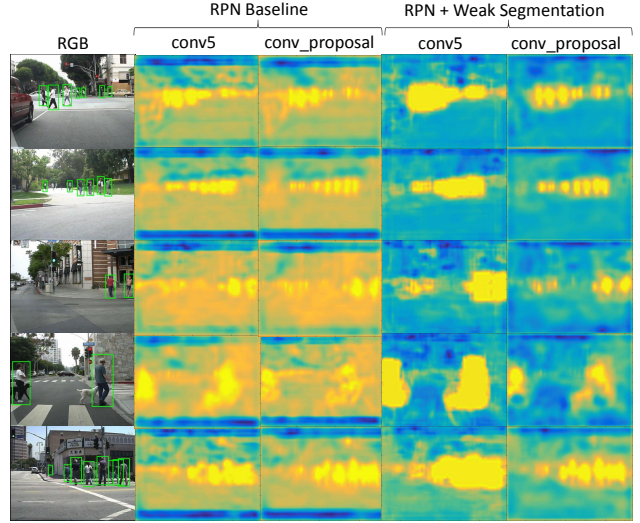 RPN Baseline
RPN + Weak Segmentation
RGB
conv5
conv_proposal
conv5
conv_proposal